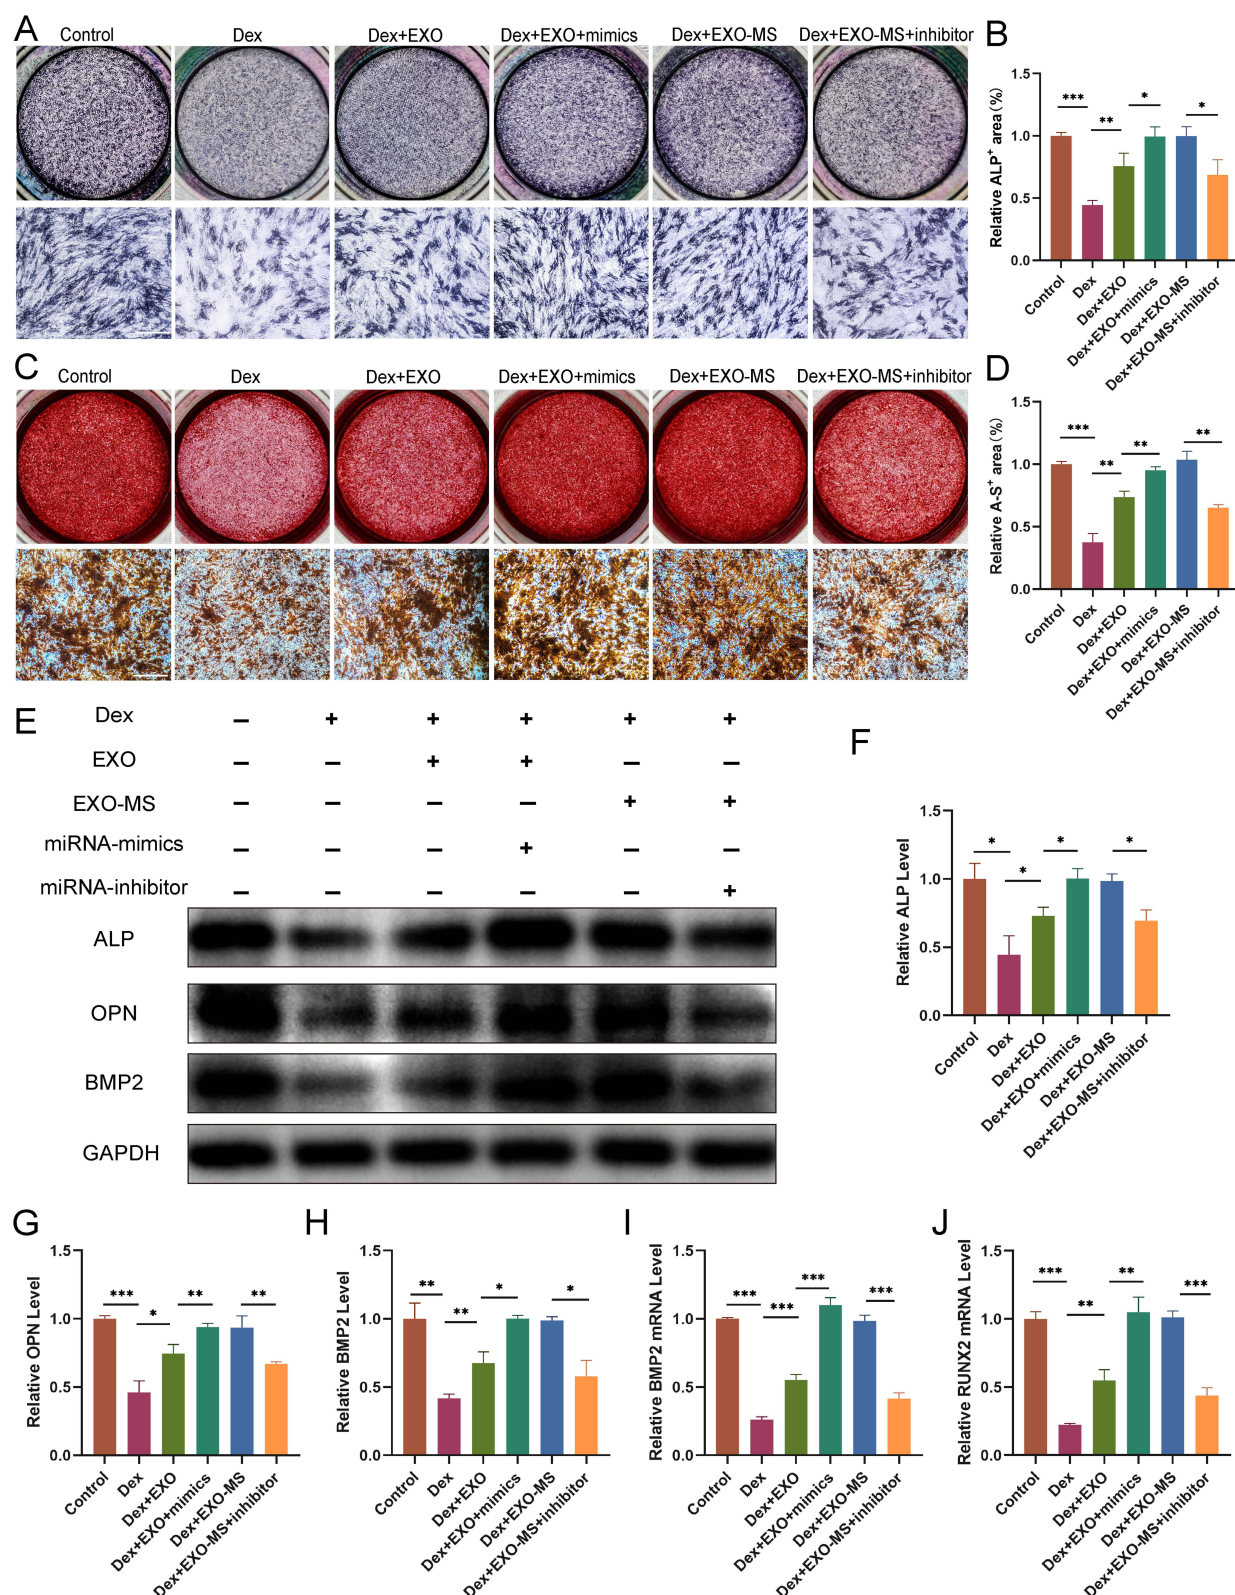 A
Control Dex Dex+EXO Dex+EXO+mimics Dex+EXO-MS Dex+EXO-MS+inhibitor
B
Relative ALP+ area(%)
1.5
1.0
0.5
0.0
*** ** * *
Control
Dex
Dex+EXO
Dex+EXO+mimics
Dex+EXO-MS
Dex+EXO-MS+inhibitor
C
Control Dex Dex+EXO Dex+EXO+mimics Dex+EXO-MS Dex+EXO-MS+inhibitor
D
Relative A-S+ area(%)
1.5
1.0
0.5
0.0
*** ** ** **
Control
Dex
Dex+EXO
Dex+EXO+mimics
Dex+EXO-MS
Dex+EXO-MS+inhibitor
E
Dex – + + + + +
EXO – – + + – –
EXO-MS – – – – + +
miRNA-mimics – – – + – –
miRNA-inhibitor – – – – – +
ALP
OPN
BMP2
GAPDH
F
Relative ALP Level
1.5
1.0
0.5
0.0
* * * *
Control
Dex
Dex+EXO
Dex+EXO+mimics
Dex+EXO-MS
Dex+EXO-MS+inhibitor
G
Relative OPN Level
1.5
1.0
0.5
0.0
*** * ** **
Control
Dex
Dex+EXO
Dex+EXO+mimics
Dex+EXO-MS
Dex+EXO-MS+inhibitor
H
Relative BMP2 Level
1.5
1.0
0.5
0.0
** ** * *
Control
Dex
Dex+EXO
Dex+EXO+mimics
Dex+EXO-MS
Dex+EXO-MS+inhibitor
I
Relative BMP2 mRNA Level
1.5
1.0
0.5
0.0
*** *** *** ***
Control
Dex
Dex+EXO
Dex+EXO+mimics
Dex+EXO-MS
Dex+EXO-MS+inhibitor
J
Relative RUNX2 mRNA Level
1.5
1.0
0.5
0.0
*** ** ** ***
Control
Dex
Dex+EXO
Dex+EXO+mimics
Dex+EXO-MS
Dex+EXO-MS+inhibitor